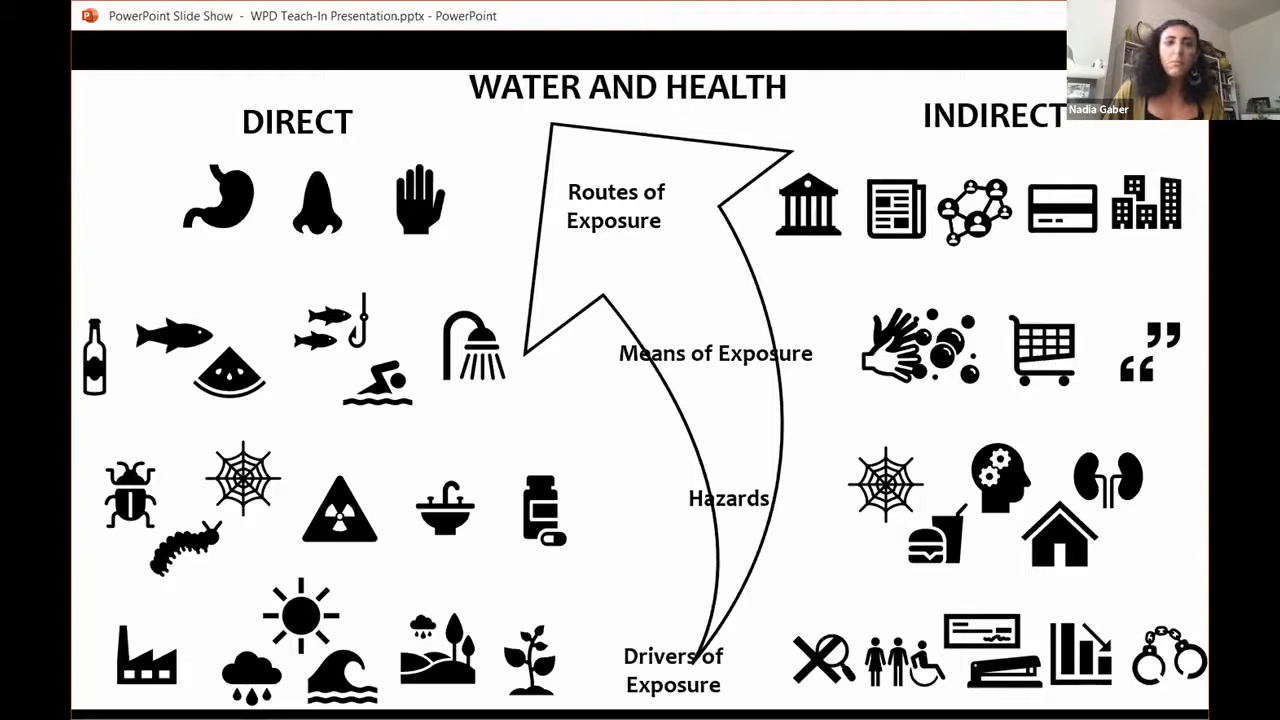 PowerPoint Slide Show - WPD Teach-In Presentation.pptx - PowerPoint
Nadia Gaber
WATER AND HEALTH
DIRECT
INDIRECT
Routes of
Exposure
Means of Exposure
Hazards
Drivers of
Exposure